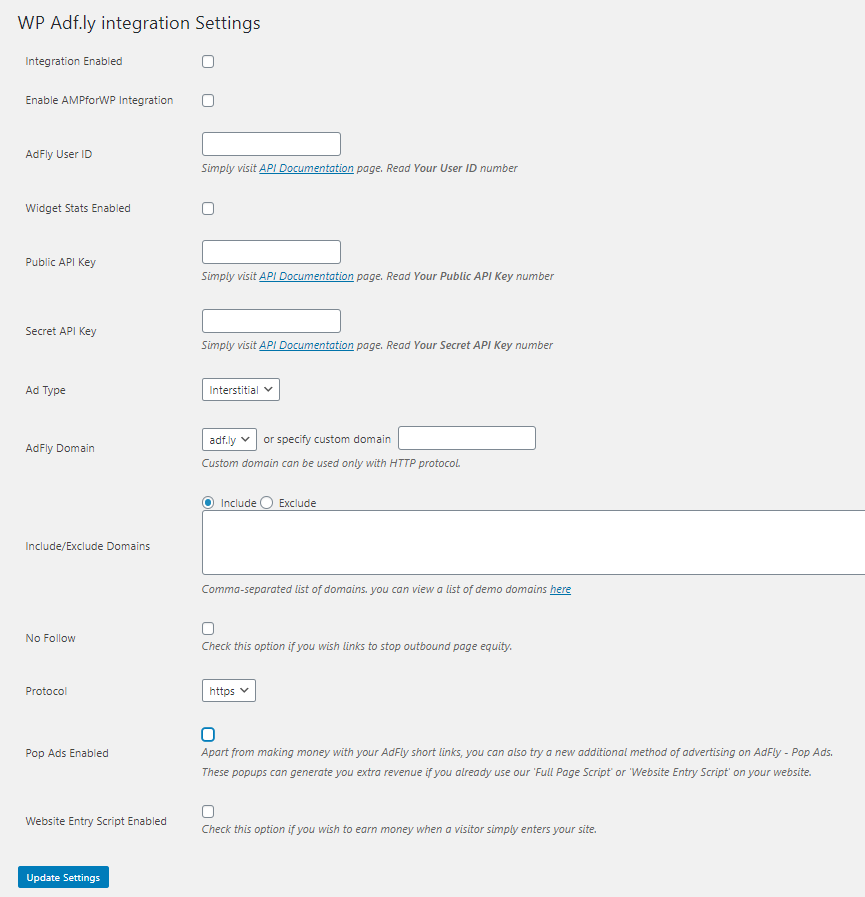 WP Adf.ly integration Settings
Integration Enabled
Enable AMPforWP Integration
AdFly User ID
Simply visit API Documentation page. Read Your User ID number
Widget Stats Enabled
Public API Key
Simply visit API Documentation page. Read Your Public API Key number
Secret API Key
Simply visit API Documentation page. Read Your Secret API Key number
Ad Type
Interstitial
AdFly Domain
adf.ly or specify custom domain
Custom domain can be used only with HTTP protocol.
Include Exclude
Include/Exclude Domains
Comma-separated list of domains. you can view a list of demo domains here
No Follow
Check this option if you wish links to stop outbound page equity.
Protocol
https
Pop Ads Enabled
Apart from making money with your AdFly short links, you can also try a new additional method of advertising on AdFly - Pop Ads.
These popups can generate you extra revenue if you already use our 'Full Page Script' or 'Website Entry Script' on your website.
Website Entry Script Enabled
Check this option if you wish to earn money when a visitor simply enters your site.
Update Settings